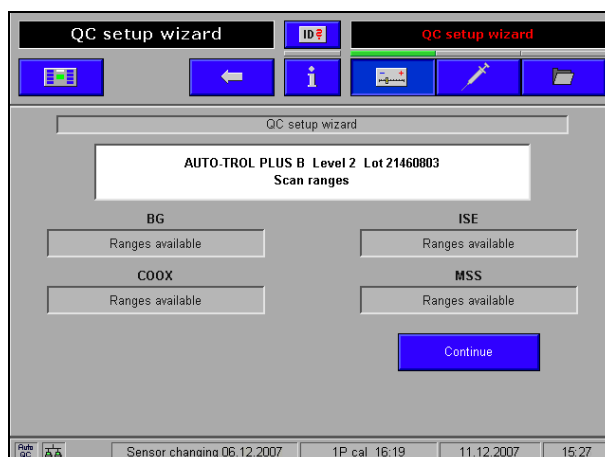 QC setup wizard
ID?
QC setup wizard
i
QC setup wizard
AUTO-TROL PLUS B Level 2 Lot 21460803
Scan ranges
BG
ISE
Ranges available
Ranges available
COOX
MSS
Ranges available
Ranges available
Continue
Auto
QC
Sensor changing 06.12.2007
1P cal 16:19
11.12.2007
15:27